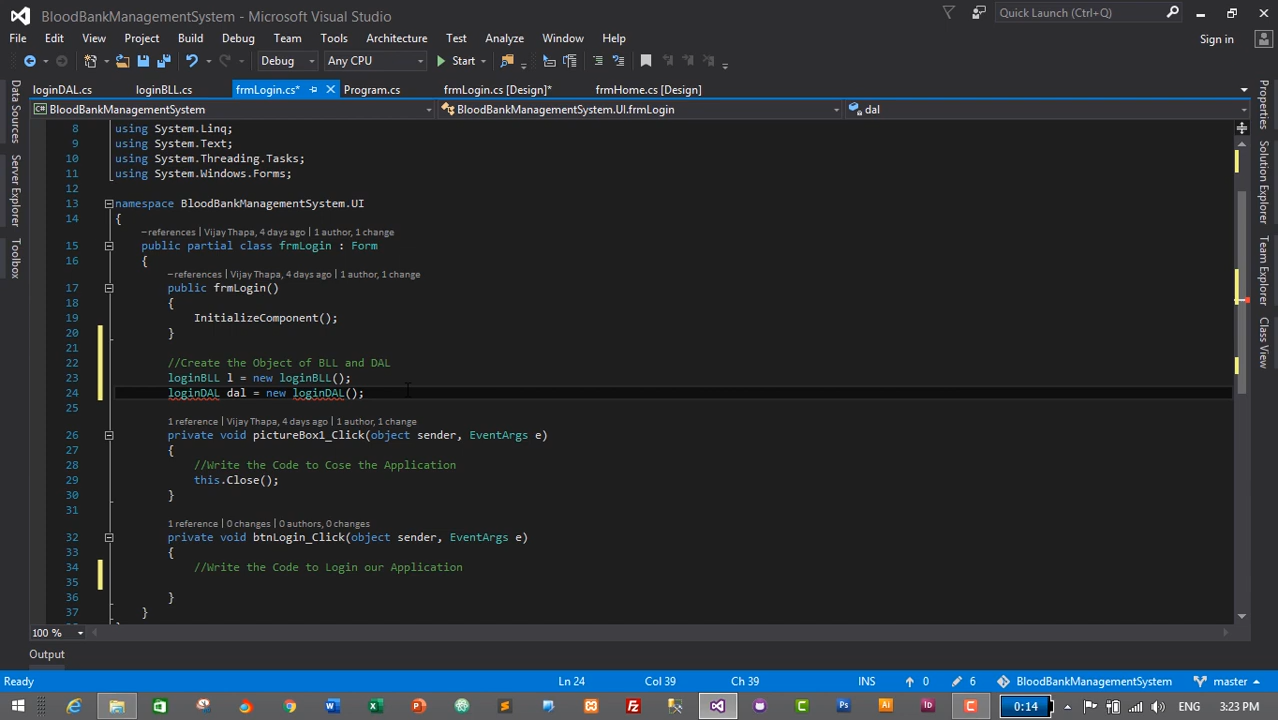 BloodBankManagementSystem - Microsoft Visual Studio
Quick Launch (Ctrl+Q)
File Edit View Project Build Debug Team Tools Architecture Test Analyze Window Help
Sign in
Debug Any CPU Start
loginDAL.cs loginBLL.cs frmLogin.cs* Program.cs frmLogin.cs [Design]* frmHome.cs [Design]
BloodBankManagementSystem BloodBankManagementSystem.UI.frmLogin dal
Data Sources
Server Explorer
Toolbox
8 using System.Linq;
9 using System.Text;
10 using System.Threading.Tasks;
11 using System.Windows.Forms;
12
13 namespace BloodBankManagementSystem.UI
14 {
–references | Vijay Thapa, 4 days ago | 1 author, 1 change
15 public partial class frmLogin : Form
16 {
–references | Vijay Thapa, 4 days ago | 1 author, 1 change
17 public frmLogin()
18 {
19 InitializeComponent();
20 }
21
22 //Create the Object of BLL and DAL
23 loginBLL l = new loginBLL();
24 loginDAL dal = new loginDAL();
25
1 reference | Vijay Thapa, 4 days ago | 1 author, 1 change
26 private void pictureBox1_Click(object sender, EventArgs e)
27 {
28 //Write the Code to Cose the Application
29 this.Close();
30 }
31
1 reference | 0 changes | 0 authors, 0 changes
32 private void btnLogin_Click(object sender, EventArgs e)
33 {
34 //Write the Code to Login our Application
35
36 }
37 }
Properties
Solution Explorer
Team Explorer
Class View
100 %
Output
Ready Ln 24 Col 39 Ch 39 INS 0 6 BloodBankManagementSystem master
0:14 ENG 3:23 PM